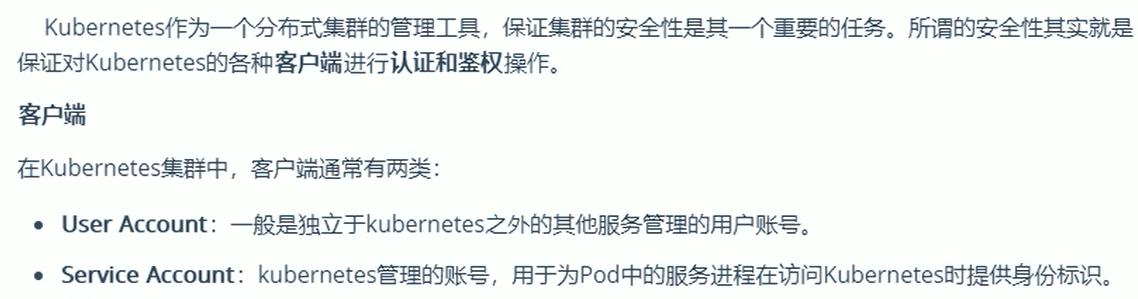 Kubernetes作为一个分布式集群的管理工具，保证集群的安全性是其一个重要的任务。所谓的安全性其实就是
保证对Kubernetes的各种客户端进行认证和鉴权操作。
客户端
在Kubernetes集群中，客户端通常有两类：
• User Account：一般是独立于kubernetes之外的其他服务管理的用户账号。
• Service Account：kubernetes管理的账号，用于为Pod中的服务进程在访问Kubernetes时提供身份标识。